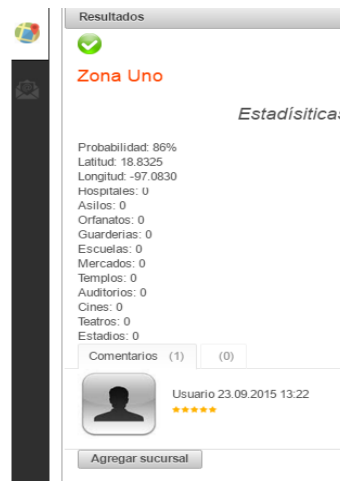 Resultados
Zona Uno
Estadísiticas
Probabilidad: 86%
Latitud: 18.8325
Longitud: -97.0830
Hospitales: 0
Asilos: 0
Orfanatos: 0
Guarderias: 0
Escuelas: 0
Mercados: 0
Templos: 0
Auditorios: 0
Cines: 0
Teatros: 0
Estadios: 0
Comentarios (1) (0)
Usuario 23.09.2015 13:22
Agregar sucursal